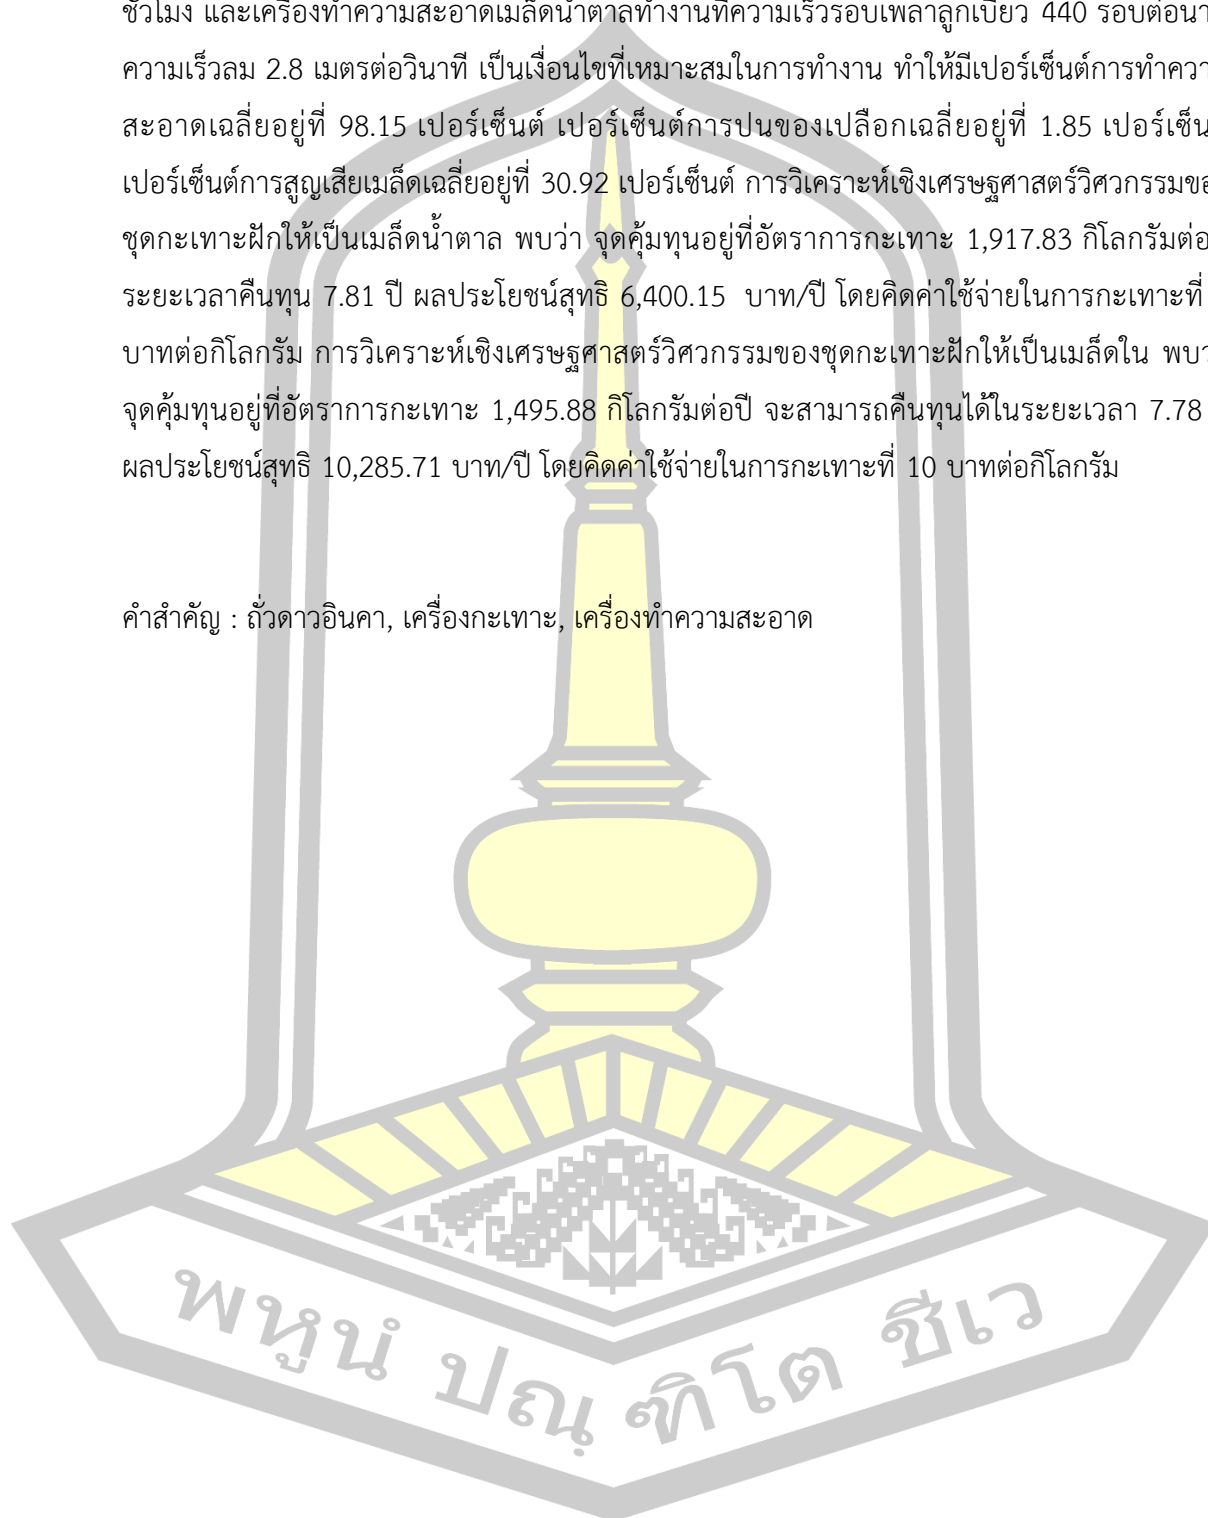 ชั่วโมง และเครื่องทำความสะอาดเมล็ดน้ำตาลทำงานที่ความเร็วรอบเพลาลูกเบี้ยว 440 รอบต่อ
ความเร็วลม 2.8 เมตรต่อวินาที เป็นเงื่อนไขที่เหมาะสมในการทำงาน ทำให้มีเปอร์เซ็นต์การทำความ
สะอาดเฉลี่ยอยู่ที่ 98.15 เปอร์เซ็นต์ เปอร์เซ็นต์การปนของเปลือกเฉลี่ยอยู่ที่ 1.85
เปอร์เซ็นต์การสูญเสียเมล็ดเฉลี่ยอยู่ที่ 30.92 เปอร์เซ็นต์ การวิเคราะห์เชิงเศรษฐศาสตร์วิศวกรรม
ชุดกะเทาะฝักให้เป็นเมล็ดน้ำตาล พบว่า จุดคุ้มทุนอยู่ที่อัตราการกะเทาะ 1,917.83 กิโลกรัมต่อ
ระยะเวลาคืนทุน 7.81 ปี ผลประโยชน์สุทธิ 6,400.15 บาท/ปี โดยคิดค่าใช้จ่ายในการกะเทาะที่
บาทต่อกิโลกรัม การวิเคราะห์เชิงเศรษฐศาสตร์วิศวกรรมของชุดกะเทาะฝักให้เป็นเมล็ดใน
จุดคุ้มทุนอยู่ที่อัตราการกะเทาะ 1,495.88 กิโลกรัมต่อปี จะสามารถคืนทุนได้ในระยะเวลา 7.78
ผลประโยชน์สุทธิ 10,285.71 บาท/ปี โดยคิดค่าใช้จ่ายในการกะเทาะที่ 10 บาทต่อกิโลกรัม
คำสำคัญ : ถั่วดาวอินคา, เครื่องกะเทาะ, เครื่องทำความสะอาด
พหูนํ ปณฺ ฑิโต ชีเว